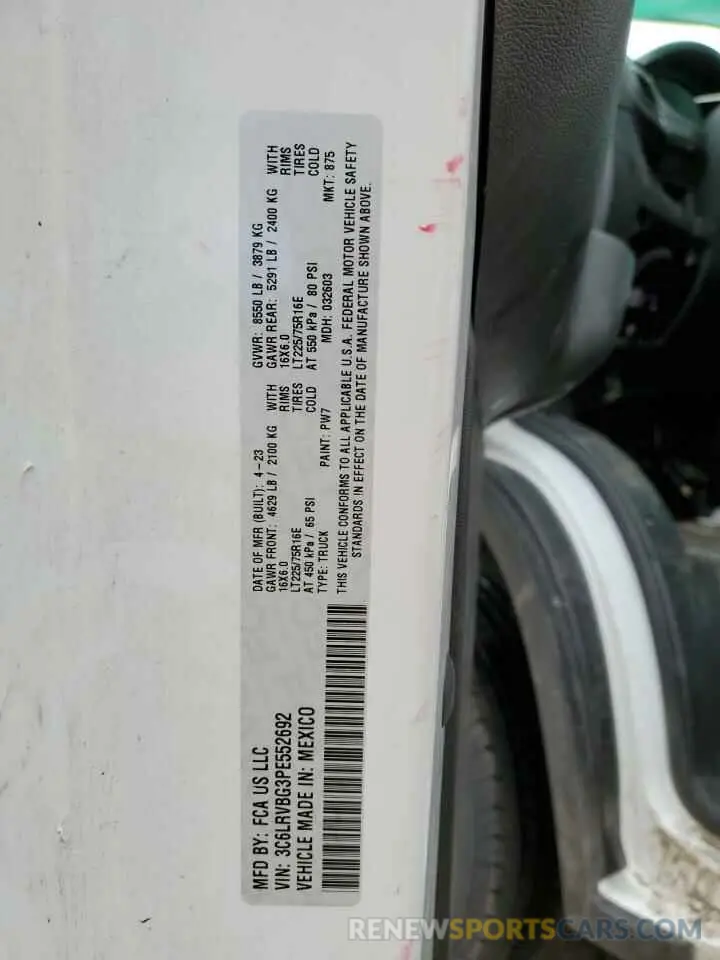 MFD BY: FCA US LLC
VIN: 3C6LRVBG3PE552692
VEHICLE MADE IN: MEXICO
DATE OF MFR (BUILT): 4-23
GVWR: 8550 LB / 3879 KG
GAWR FRONT: 4629 LB / 2100 KG WITH
GAWR REAR: 5291 LB / 2400 KG WITH
16X6.0 RIMS
16X6.0 RIMS
LT225/75R16E TIRES
LT225/75R16E TIRES
AT 450 kPa / 65 PSI COLD
AT 550 kPa / 80 PSI COLD
TYPE: TRUCK PAINT: PW7 MDH: 032603 MKT: 875
THIS VEHICLE CONFORMS TO ALL APPLICABLE U.S.A. FEDERAL MOTOR VEHICLE SAFETY
STANDARDS IN EFFECT ON THE DATE OF MANUFACTURE SHOWN ABOVE.
RENEWSPORTSCARS.COM